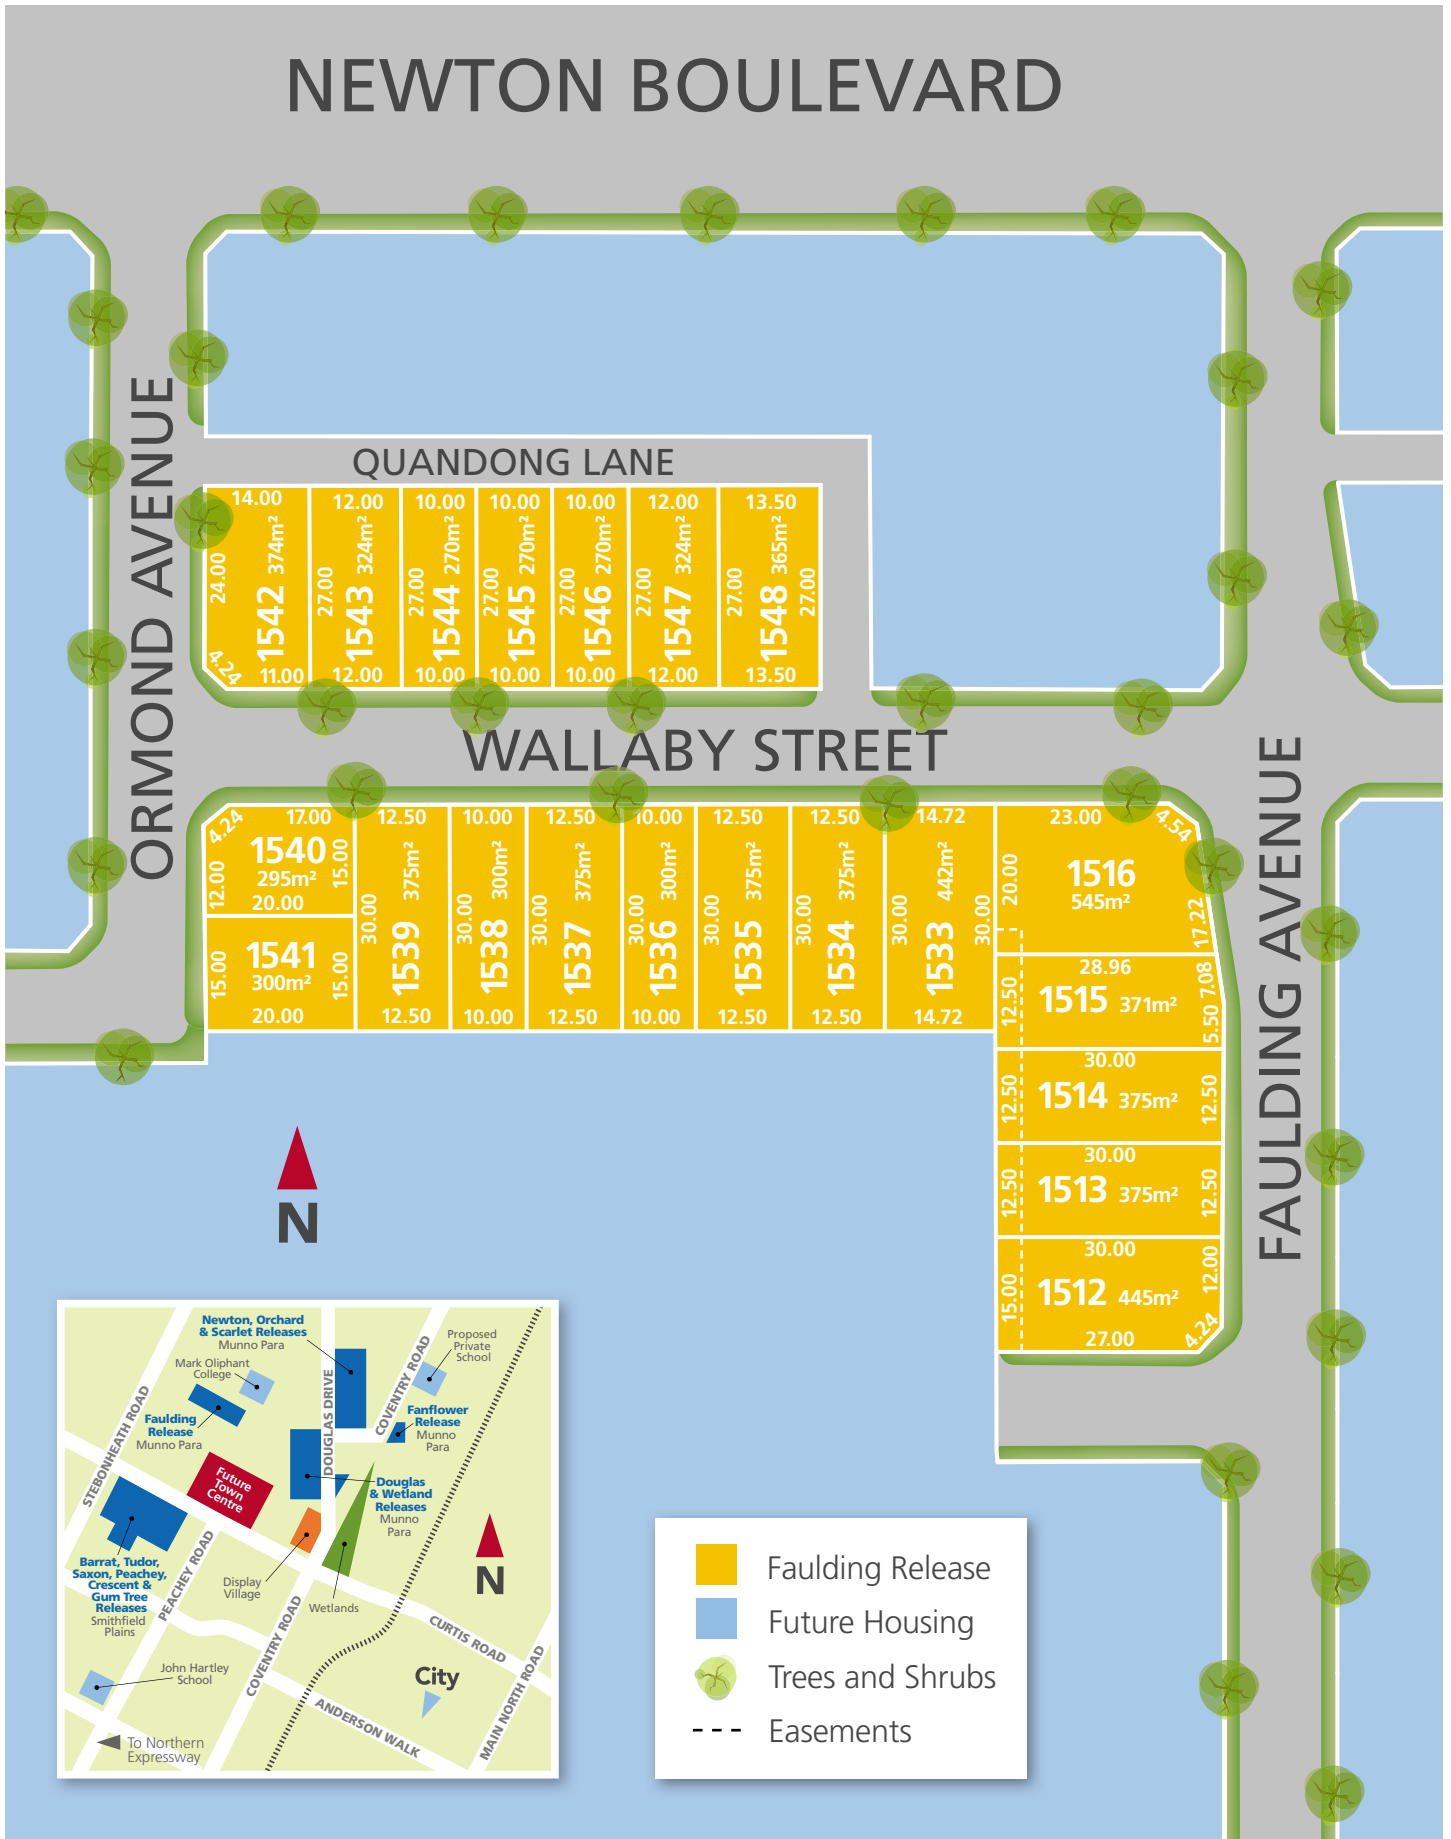 NEWTON BOULEVARD
ORMOND AVENUE
QUANDONG LANE
14.00
24.00
1542 374m²
4.24
11.00
12.00
27.00
1543 324m²
12.00
10.00
27.00
1544 270m²
10.00
10.00
27.00
1545 270m²
10.00
10.00
27.00
1546 270m²
10.00
12.00
27.00
1547 324m²
12.00
13.50
27.00
1548 365m²
27.00
13.50
WALLABY STREET
4.24
17.00
12.00
1540
295m²
15.00
20.00
15.00
1541
300m²
15.00
20.00
12.50
30.00
1539 375m²
12.50
10.00
30.00
1538 300m²
10.00
12.50
30.00
1537 375m²
12.50
10.00
30.00
1536 300m²
10.00
12.50
30.00
1535 375m²
12.50
12.50
30.00
1534 375m²
12.50
14.72
30.00
1533 442m²
30.00
14.72
23.00
4.54
20.00
1516
545m²
17.22
28.96
12.50
1515 371m²
7.08
5.50
30.00
12.50
1514 375m²
12.50
30.00
12.50
1513 375m²
12.50
30.00
15.00
1512 445m²
12.00
4.24
27.00
FAULDING AVENUE
N
Newton, Orchard
& Scarlet Releases
Munno Para
Mark Oliphant
College
Faulding
Release
Munno Para
STEBONHEATH ROAD
DOUGLAS DRIVE
COVENTRY ROAD
Proposed
Private
School
Fanflower
Release
Munno
Para
Future
Town
Centre
Douglas
& Wetland
Releases
Munno
Para
Barrat, Tudor,
Saxon, Peachey,
Crescent &
Gum Tree
Releases
Smithfield
Plains
PEACHEY ROAD
Display
Village
Wetlands
COVENTRY ROAD
N
CURTIS ROAD
John Hartley
School
City
ANDERSON WALK
MAIN NORTH ROAD
To Northern
Expressway
Faulding Release
Future Housing
Trees and Shrubs
Easements